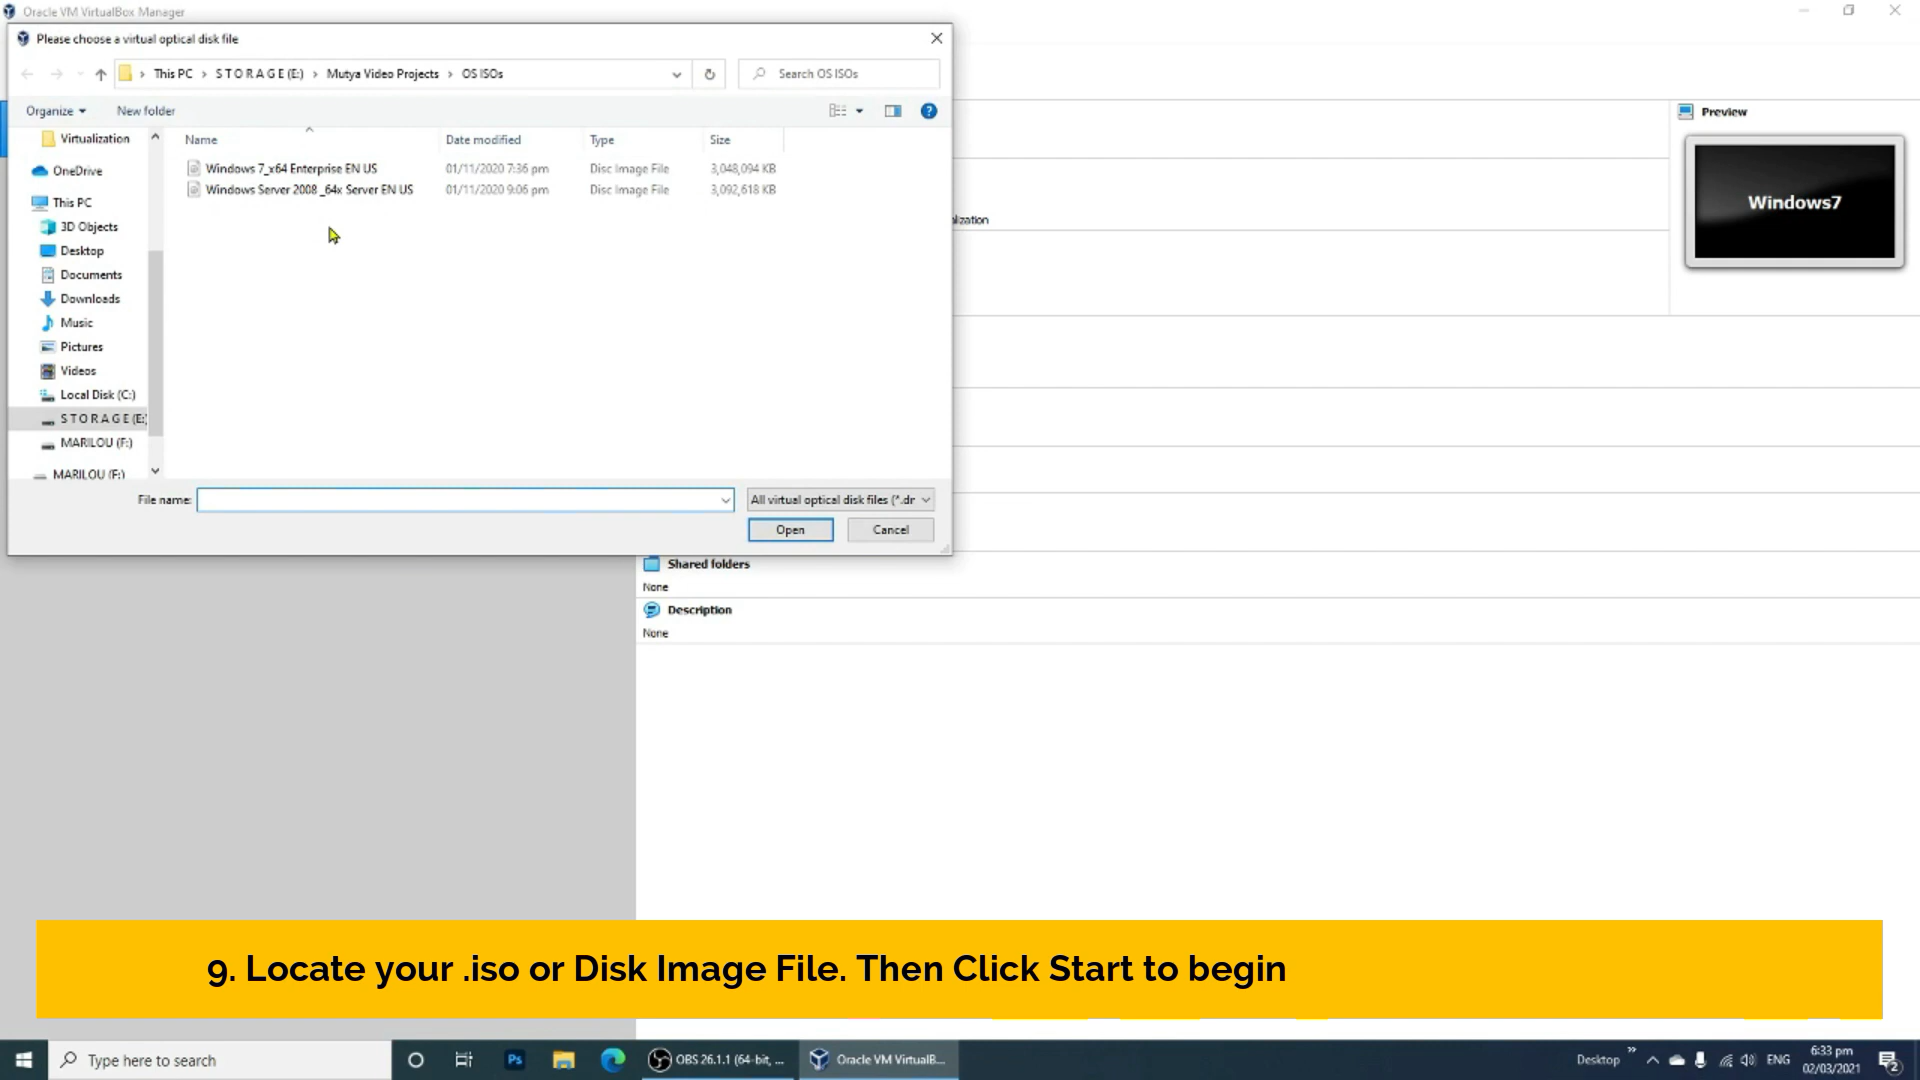 Oracle VM VirtualBox Manager
Please choose a virtual optical disk file
This PC > S T O R A G E (E:) > Mutya Video Projects > OS ISOs
Search OS ISOs
Organize
New folder
Virtualization
OneDrive
This PC
3D Objects
Desktop
Documents
Downloads
Music
Pictures
Videos
Local Disk (C:)
S T O R A G E (E:
MARILOU (F:)
MARILOU (F:)
Name Date modified Type Size
Windows 7_x64 Enterprise EN US 01/11/2020 7:36 pm Disc Image File 3,048,094 KB
Windows Server 2008 _64x Server EN US 01/11/2020 9:06 pm Disc Image File 3,092,618 KB
File name:
All virtual optical disk files (*.dr
Open
Cancel
Preview
Windows7
alization
Shared folders
None
Description
None
9. Locate your .iso or Disk Image File. Then Click Start to begin
Type here to search
Ps
OBS 26.1.1 (64-bit, ...
Oracle VM VirtualB...
Desktop
ENG
6:33 pm
02/03/2021
2